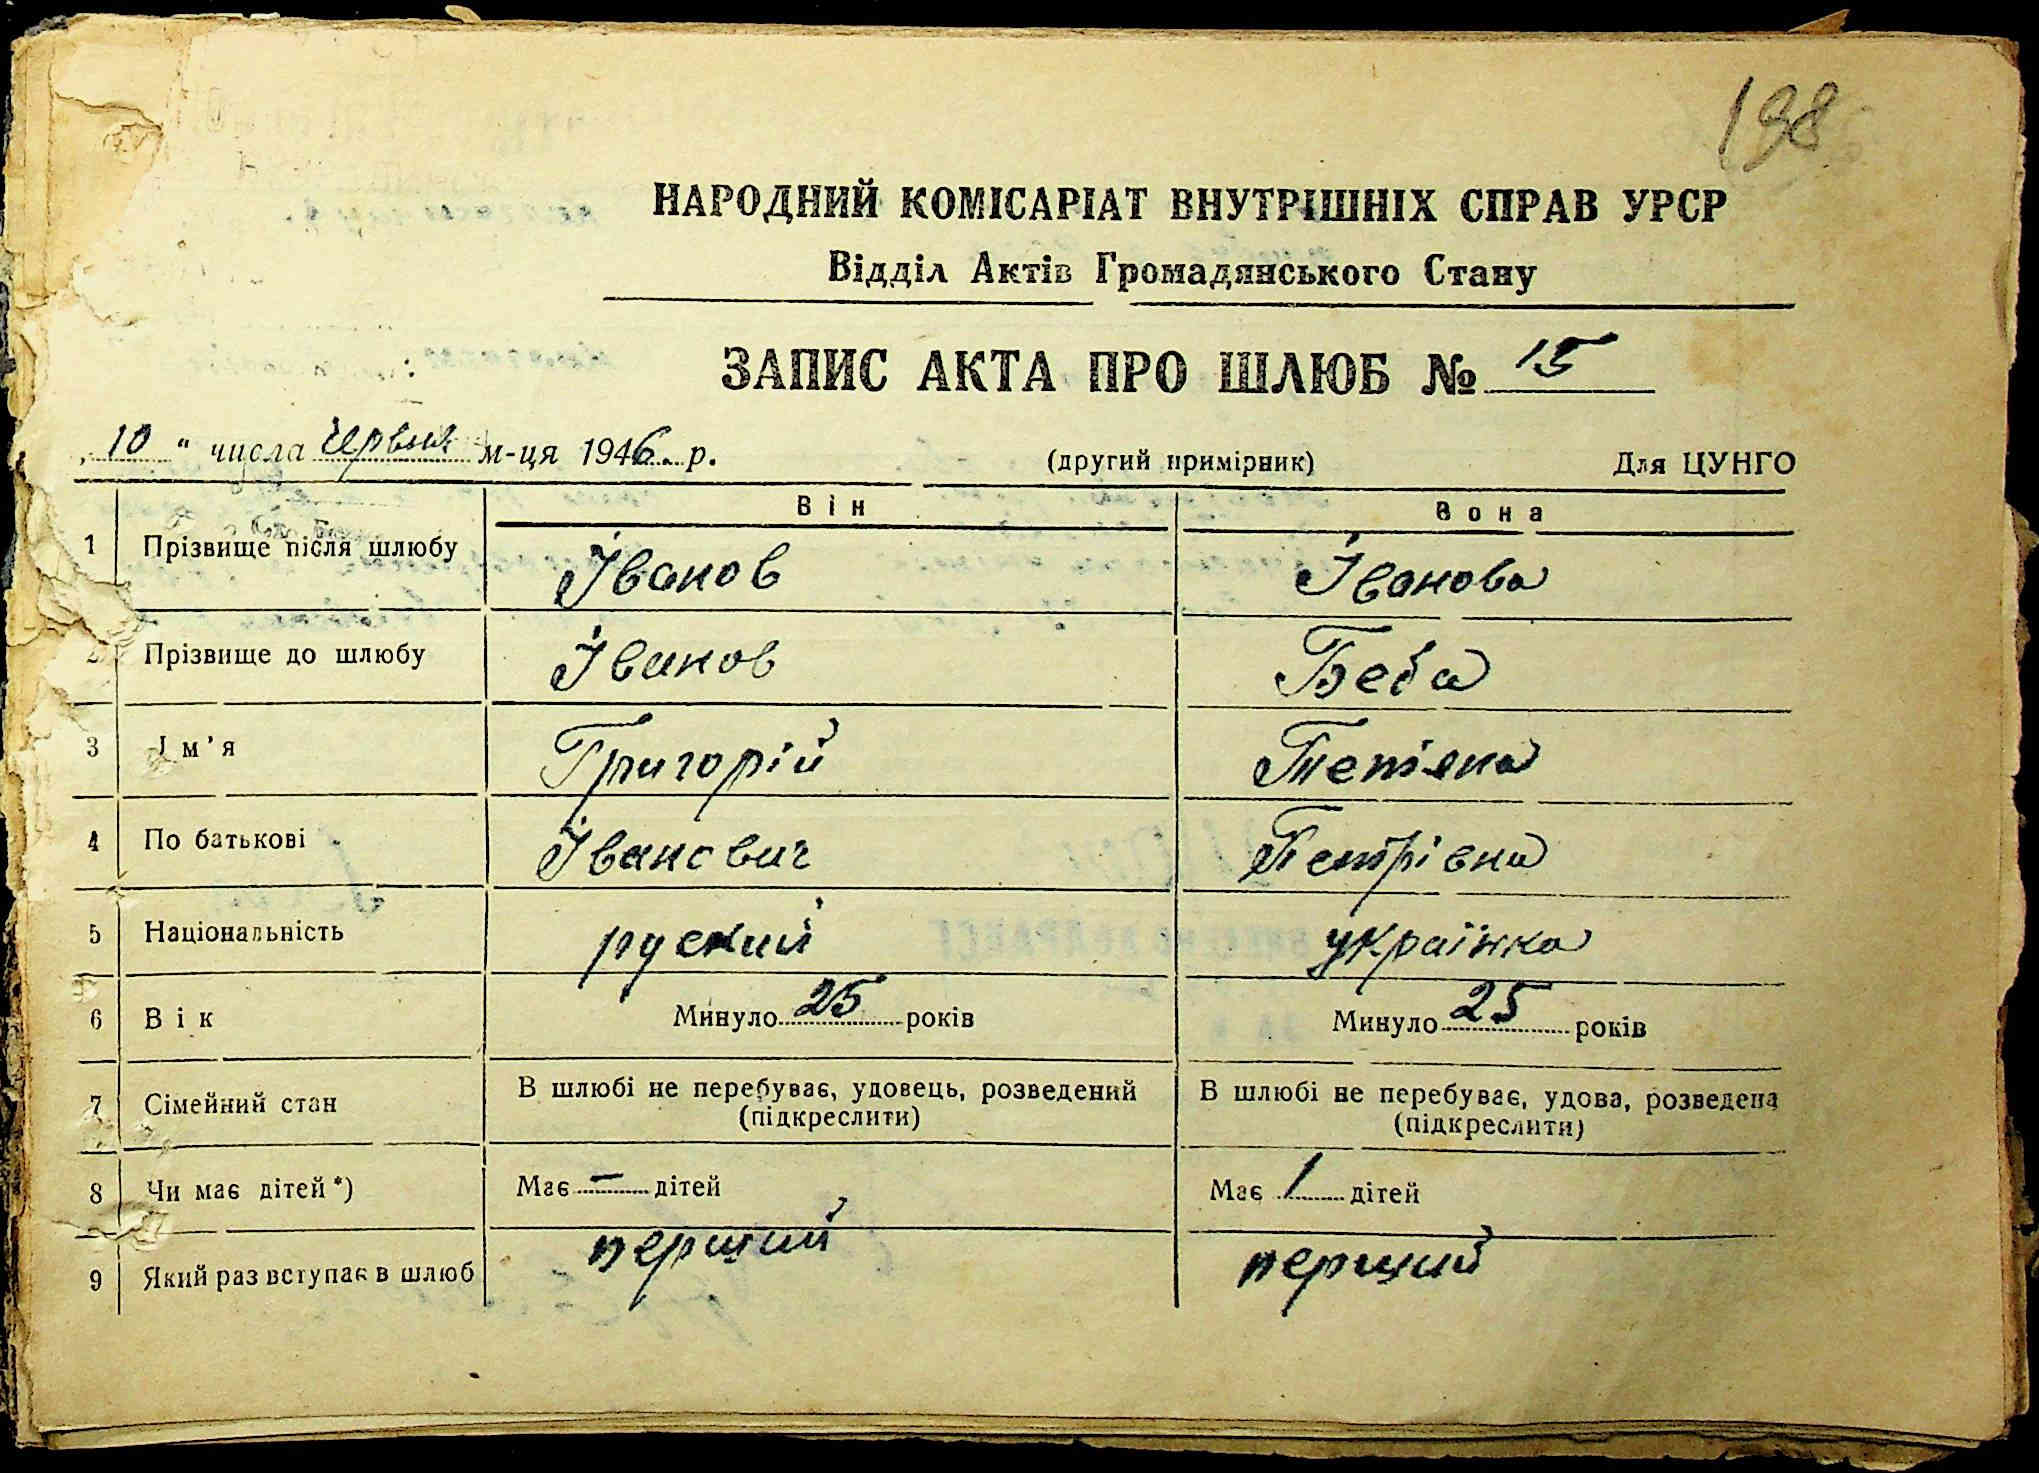 198
НАРОДНИЙ КОМІСАРІАТ ВНУТРІШНІХ СПРАВ УРСР
Відділ Актів Громадянського Стану
ЗАПИС АКТА ПРО ШЛЮБ № 15
„10“ числа Червня м-ця 1946 р. (другий примірник) Для ЦУНГО
Він Вона
1 Прізвище після шлюбу Іванов Іванова
2 Прізвище до шлюбу Іванов Беба
3 Ім'я Григорій Тетяна
4 По батькові Іванович Петрівна
5 Національність руский українка
6 Вік Минуло 25 років Минуло 25 років
7 Сімейний стан В шлюбі не перебуває, удовець, розведений (підкреслити) В шлюбі не перебуває, удова, розведена (підкреслити)
8 Чи має дітей*) Має – дітей Має 1 дітей
9 Який раз вступає в шлюб перший перший